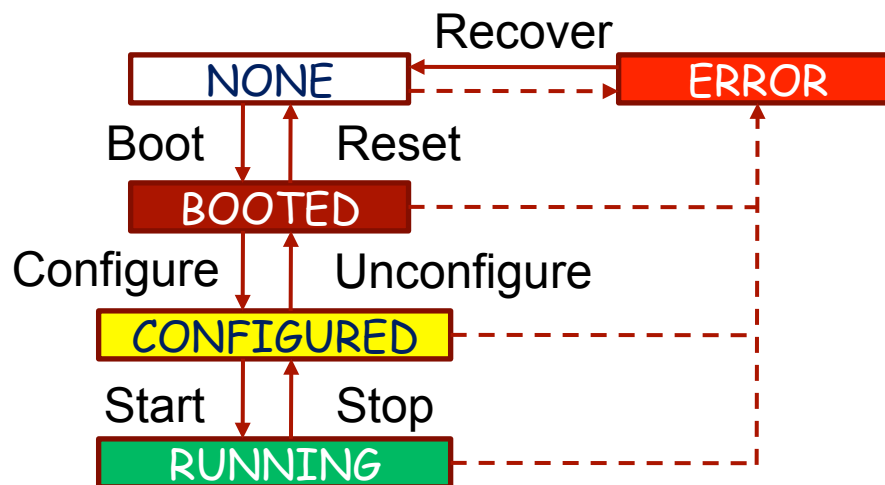 Recover
NONE
ERROR
Boot
Reset
BOOTED
Configure
Unconfigure
CONFIGURED
Start
Stop
RUNNING